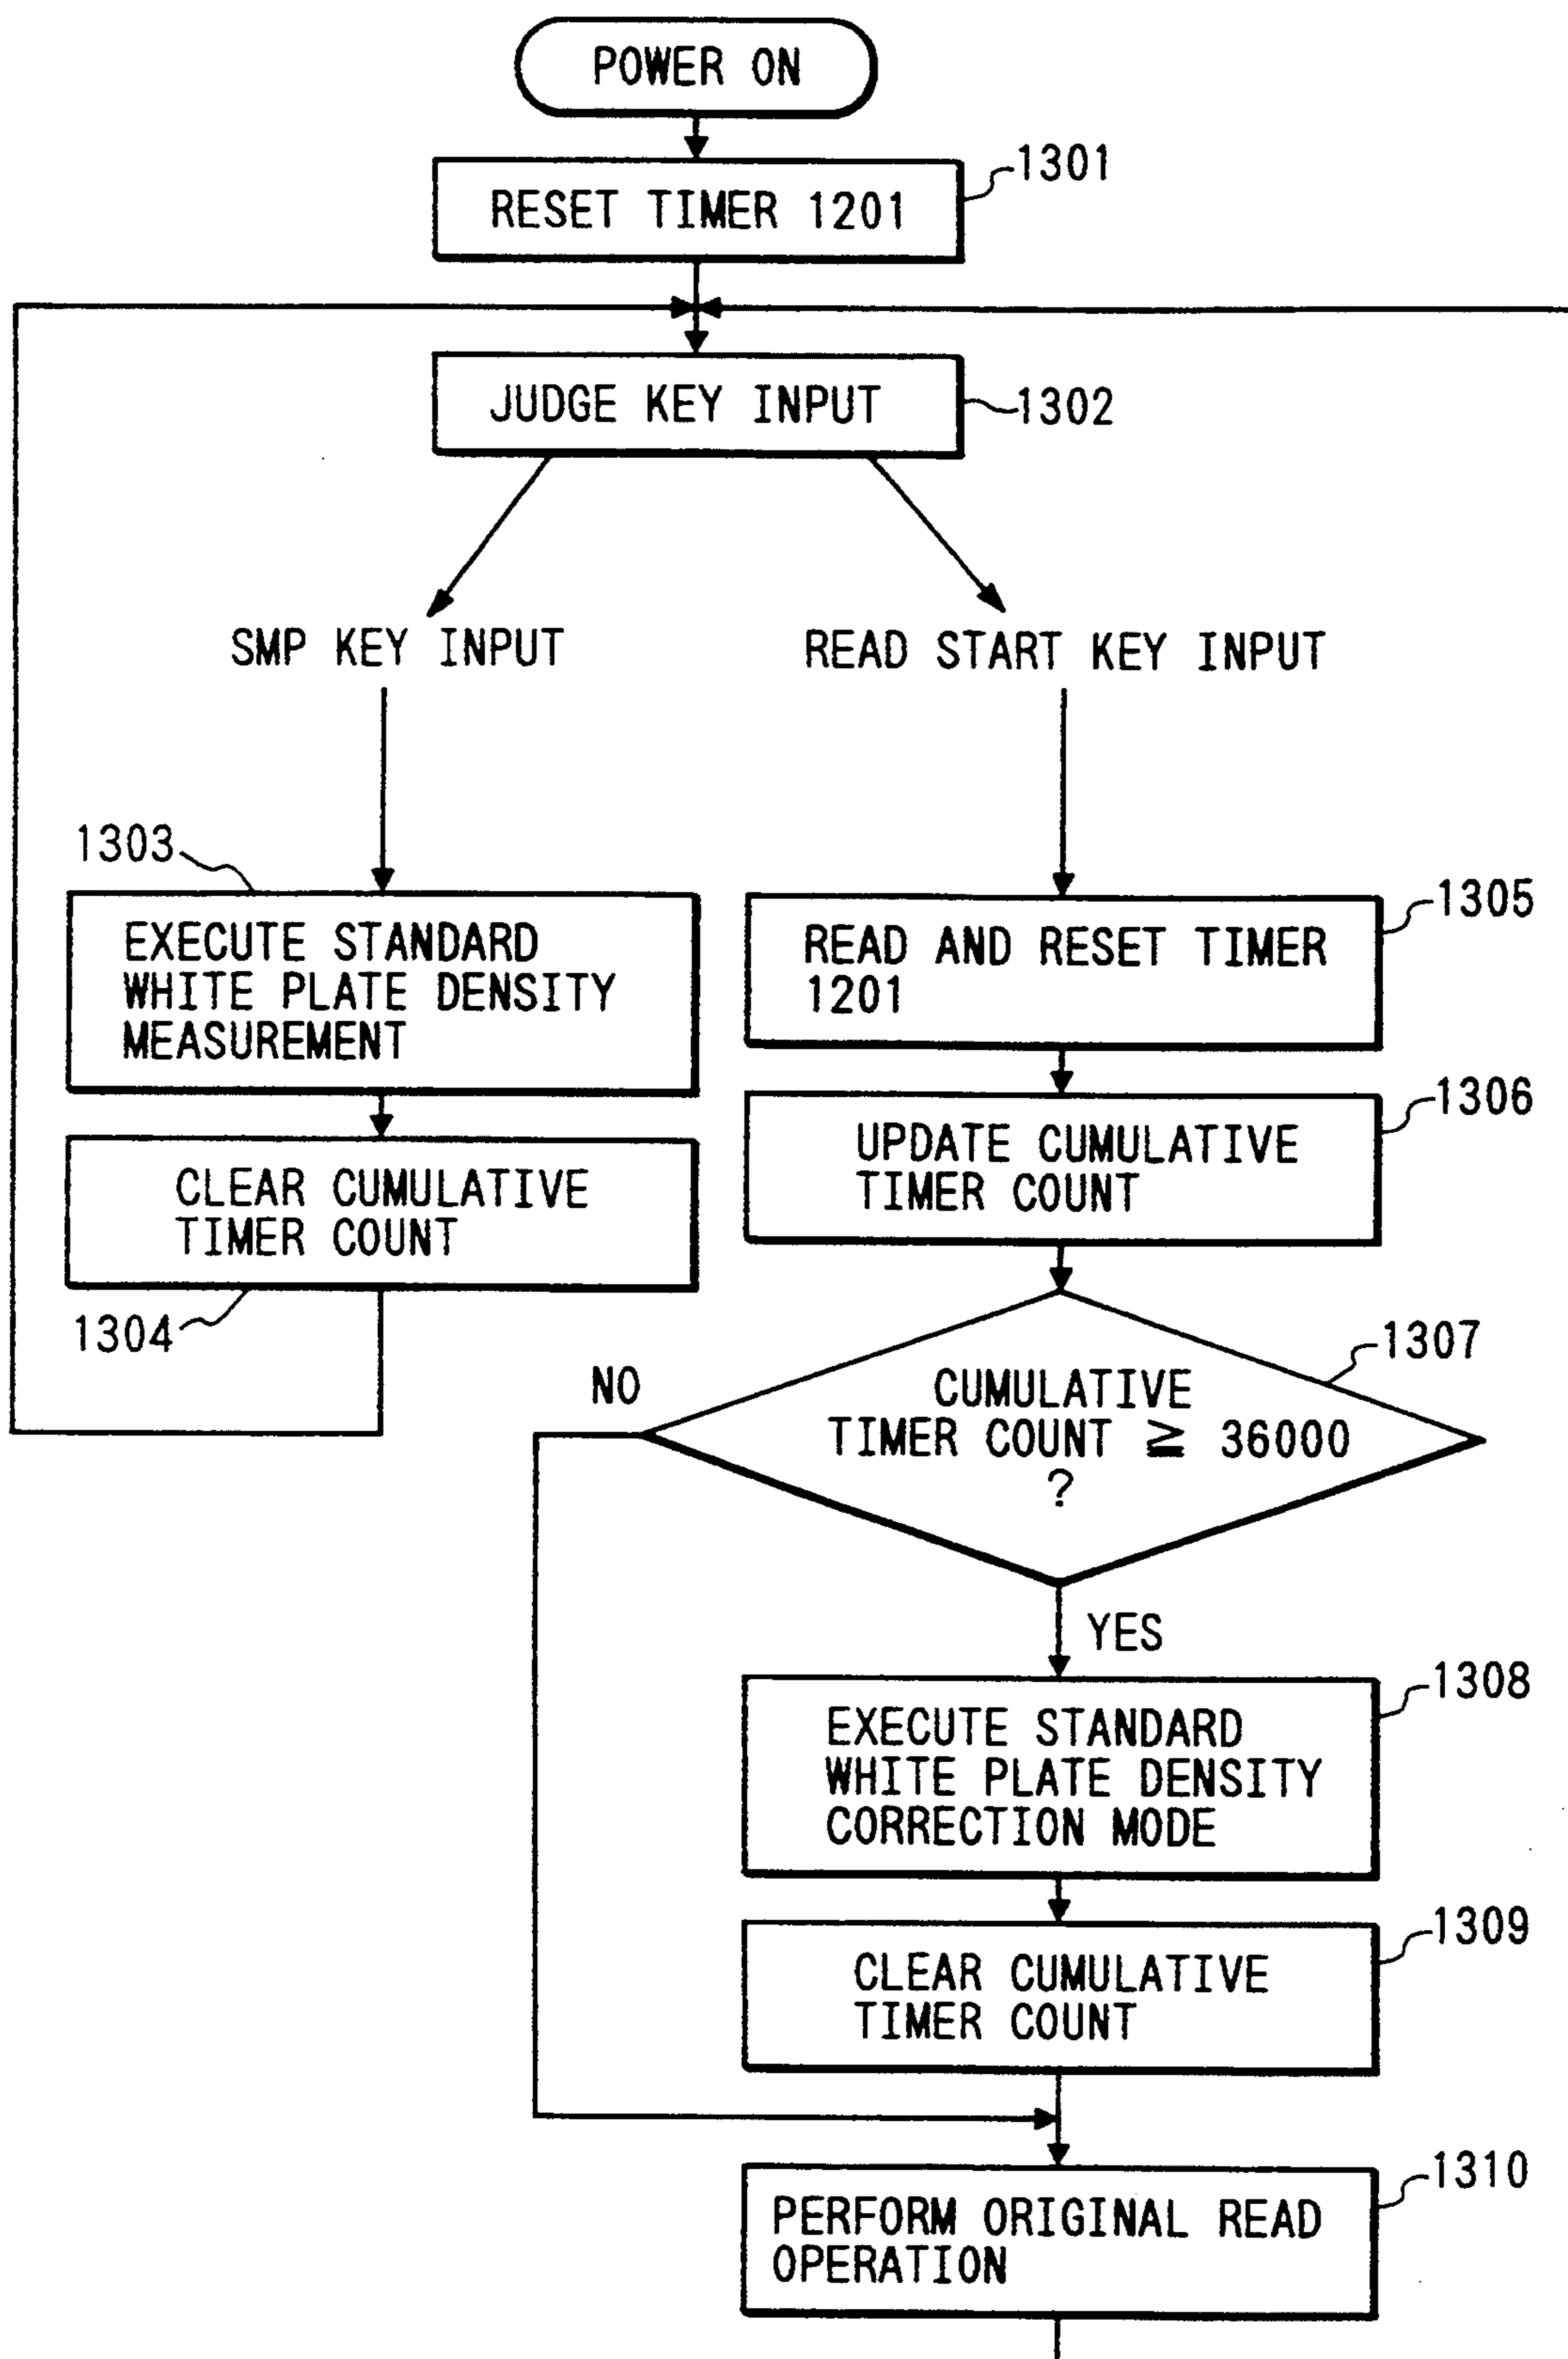 POWER ON
RESET TIMER 1201
1301
JUDGE KEY INPUT
1302
SMP KEY INPUT
READ START KEY INPUT
1303
EXECUTE STANDARD
WHITE PLATE DENSITY
MEASUREMENT
CLEAR CUMULATIVE
TIMER COUNT
1304
1305
READ AND RESET TIMER
1201
1306
UPDATE CUMULATIVE
TIMER COUNT
1307
CUMULATIVE
TIMER COUNT ≧ 36000
?
NO
YES
1308
EXECUTE STANDARD
WHITE PLATE DENSITY
CORRECTION MODE
1309
CLEAR CUMULATIVE
TIMER COUNT
1310
PERFORM ORIGINAL READ
OPERATION